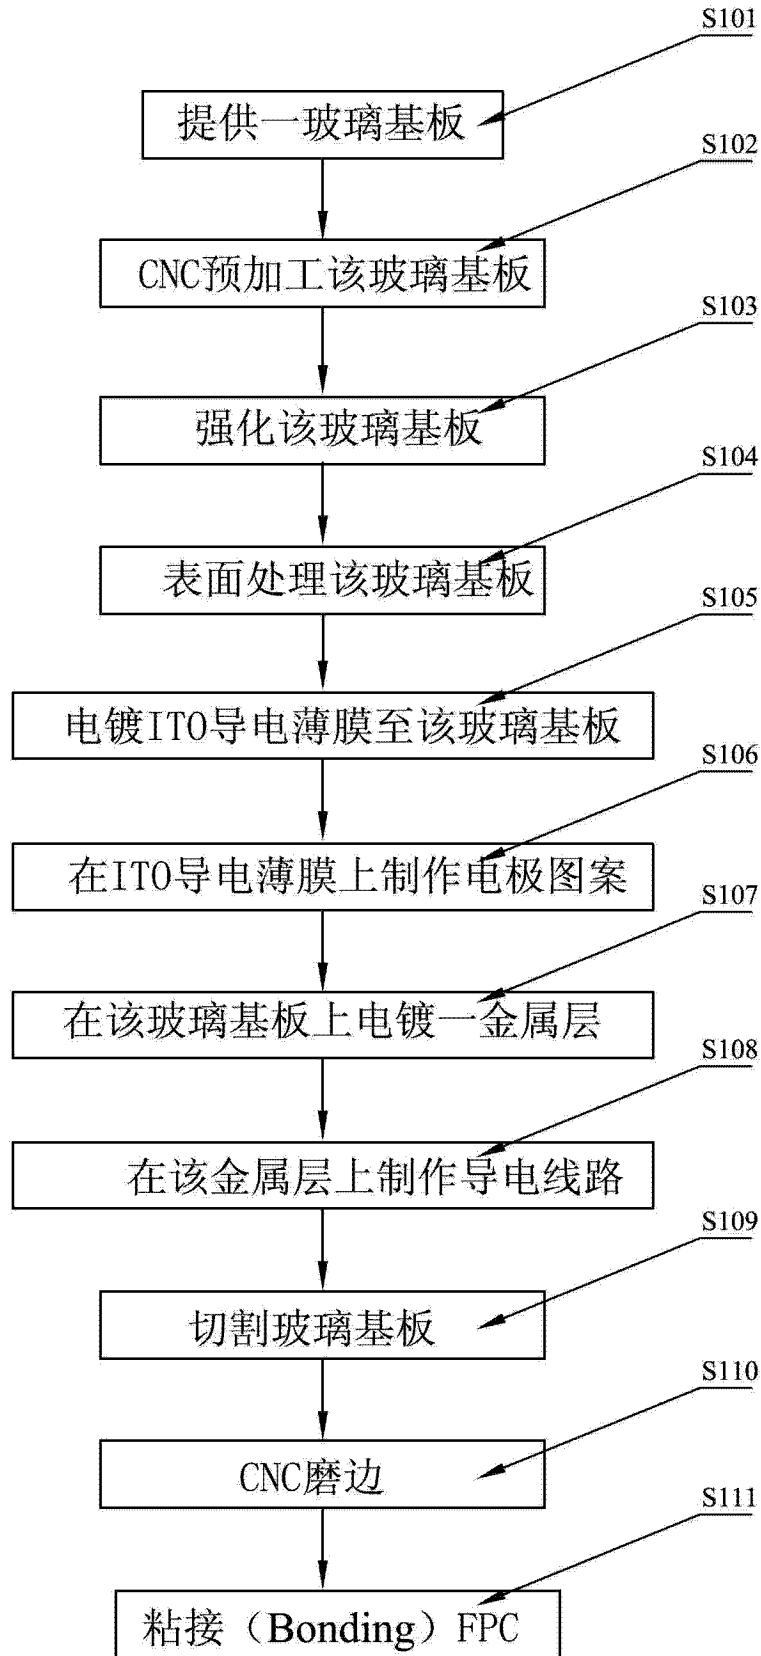 S101
提供一玻璃基板
S102
CNC预加工该玻璃基板
S103
强化该玻璃基板
S104
表面处理该玻璃基板
S105
电镀ITO导电薄膜至该玻璃基板
S106
在ITO导电薄膜上制作电极图案
S107
在该玻璃基板上电镀一金属层
S108
在该金属层上制作导电线路
S109
切割玻璃基板
S110
CNC磨边
S111
粘接（Bonding）FPC